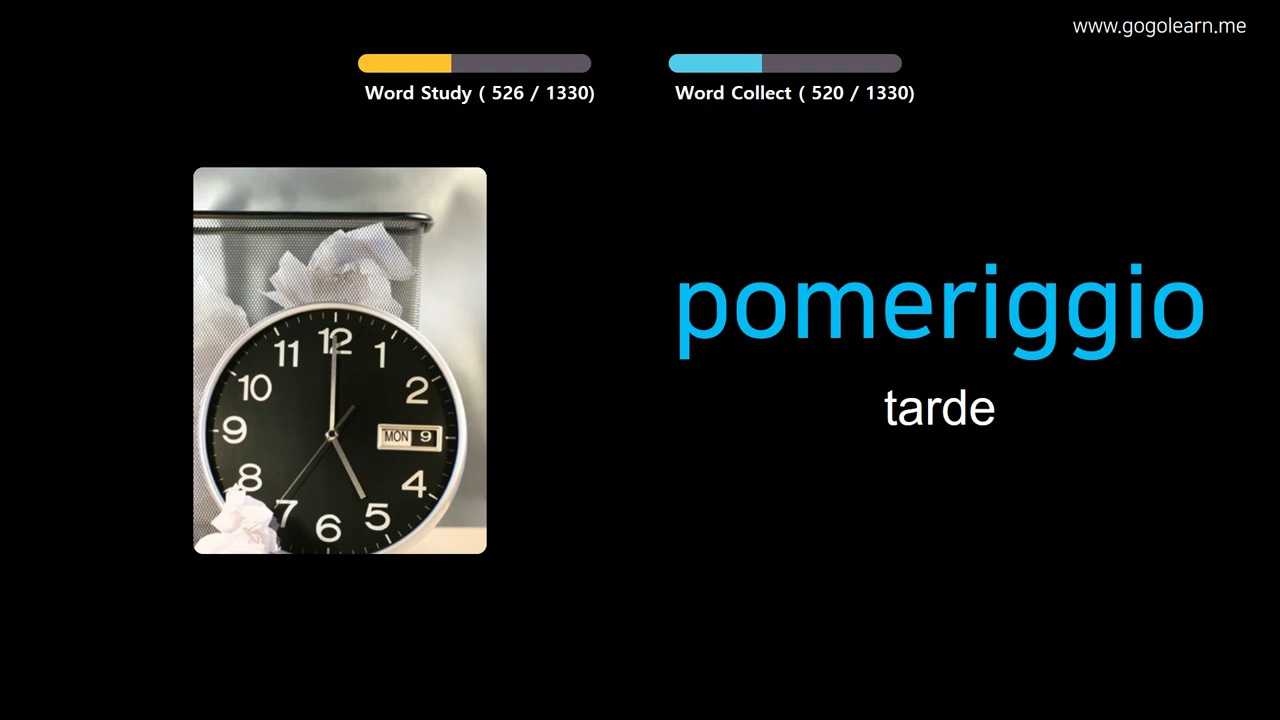 www.gogolearn.me
Word Study ( 526 / 1330)
Word Collect ( 520 / 1330)
12
11
1
10
2
9
MON 9
8
4
7
5
6
pomeriggio
tarde